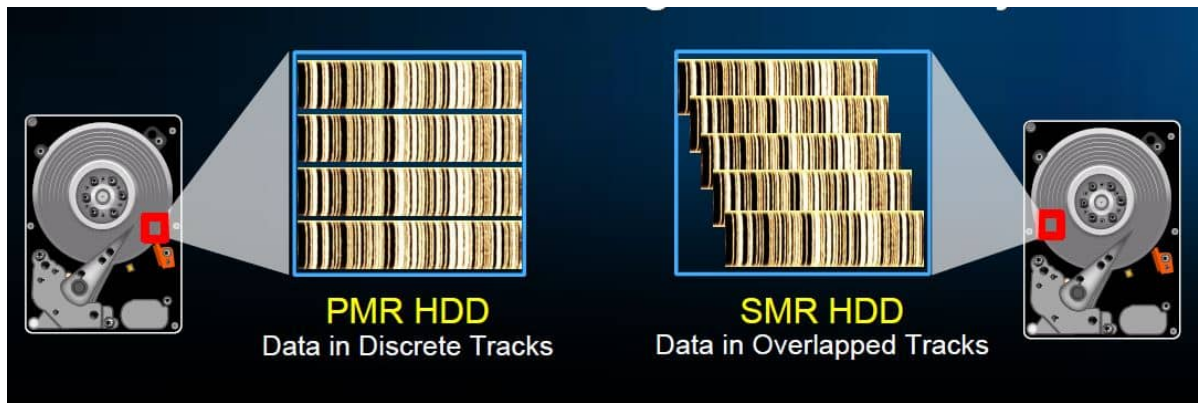 PMR HDD
Data in Discrete Tracks
SMR HDD
Data in Overlapped Tracks